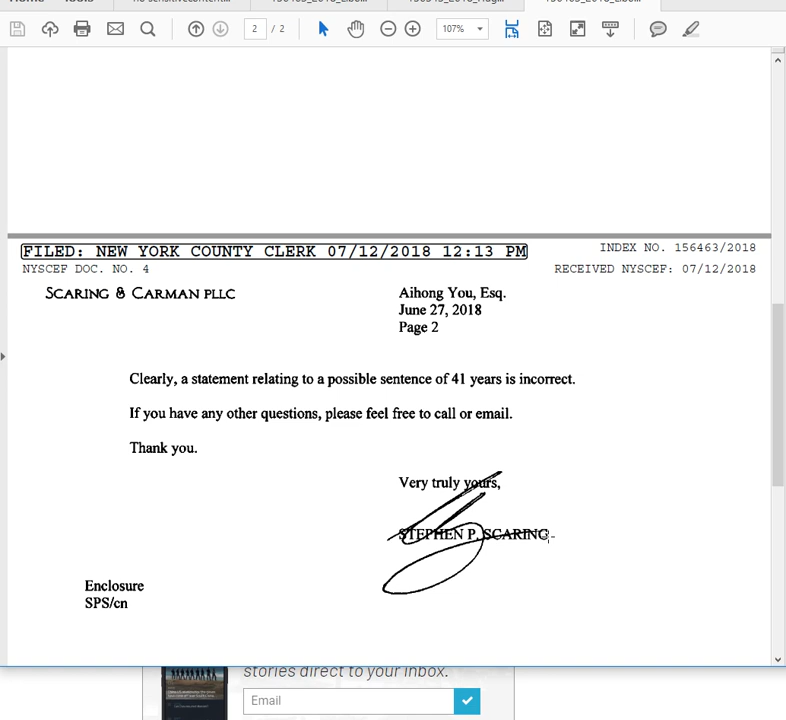 2 / 2
107%
FILED: NEW YORK COUNTY CLERK 07/12/2018 12:13 PM
INDEX NO. 156463/2018
NYSCEF DOC. NO. 4
RECEIVED NYSCEF: 07/12/2018
SCARING & CARMAN PLLC
Aihong You, Esq.
June 27, 2018
Page 2
Clearly, a statement relating to a possible sentence of 41 years is incorrect.
If you have any other questions, please feel free to call or email.
Thank you.
Very truly yours,
STEPHEN P. SCARING
Enclosure
SPS/cn
stories direct to your inbox.
Email